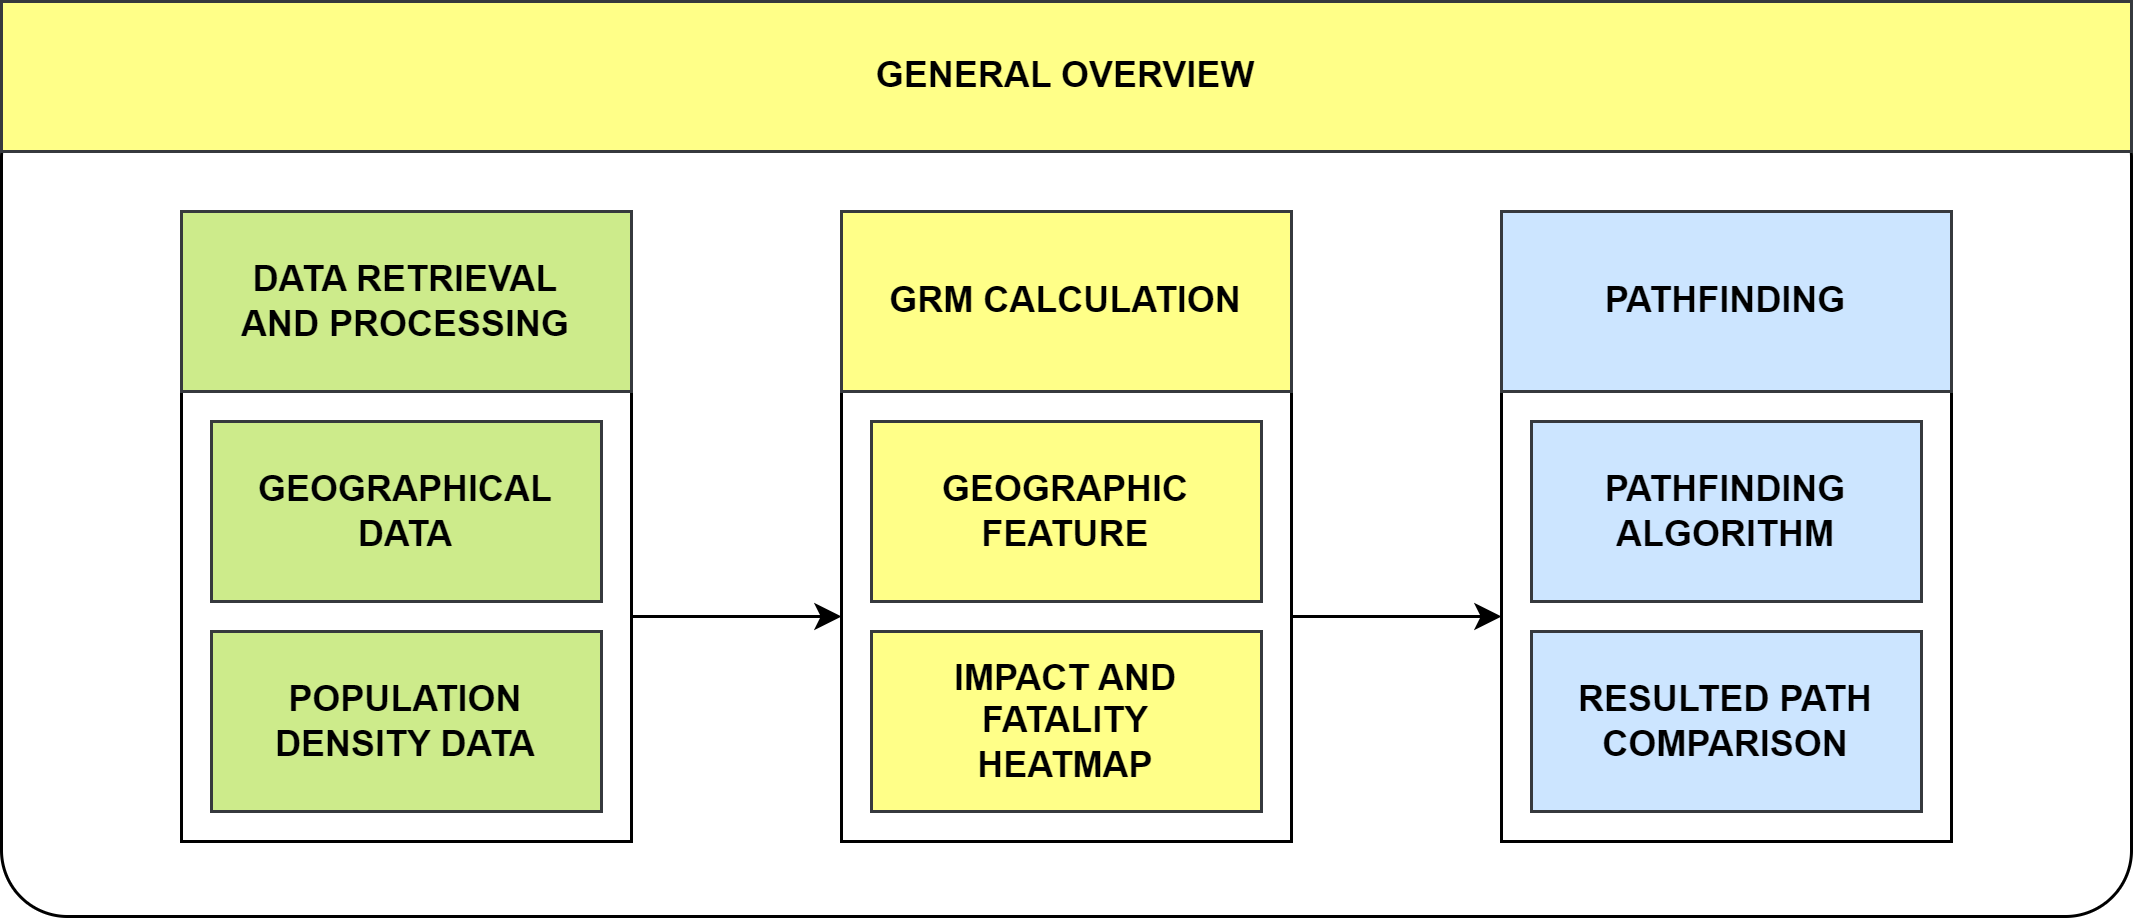 GENERAL OVERVIEW
DATA RETRIEVAL
AND PROCESSING
GEOGRAPHICAL
DATA
POPULATION
DENSITY DATA
GRM CALCULATION
GEOGRAPHIC
FEATURE
IMPACT AND
FATALITY
HEATMAP
PATHFINDING
PATHFINDING
ALGORITHM
RESULTED PATH
COMPARISON